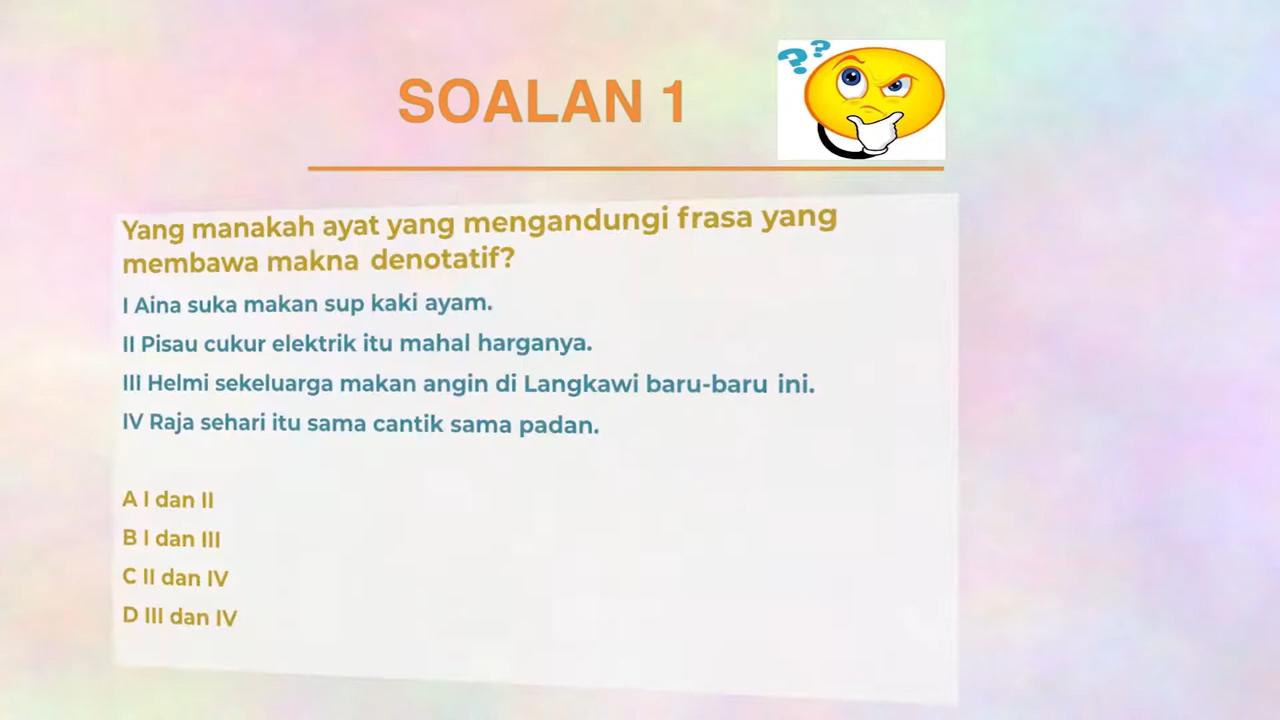 SOALAN 1
??
Yang manakah ayat yang mengandungi frasa yang
membawa makna denotatif?
I Aina suka makan sup kaki ayam.
II Pisau cukur elektrik itu mahal harganya.
III Helmi sekeluarga makan angin di Langkawi baru-baru ini.
IV Raja sehari itu sama cantik sama padan.
A I dan II
B I dan III
C II dan IV
D III dan IV